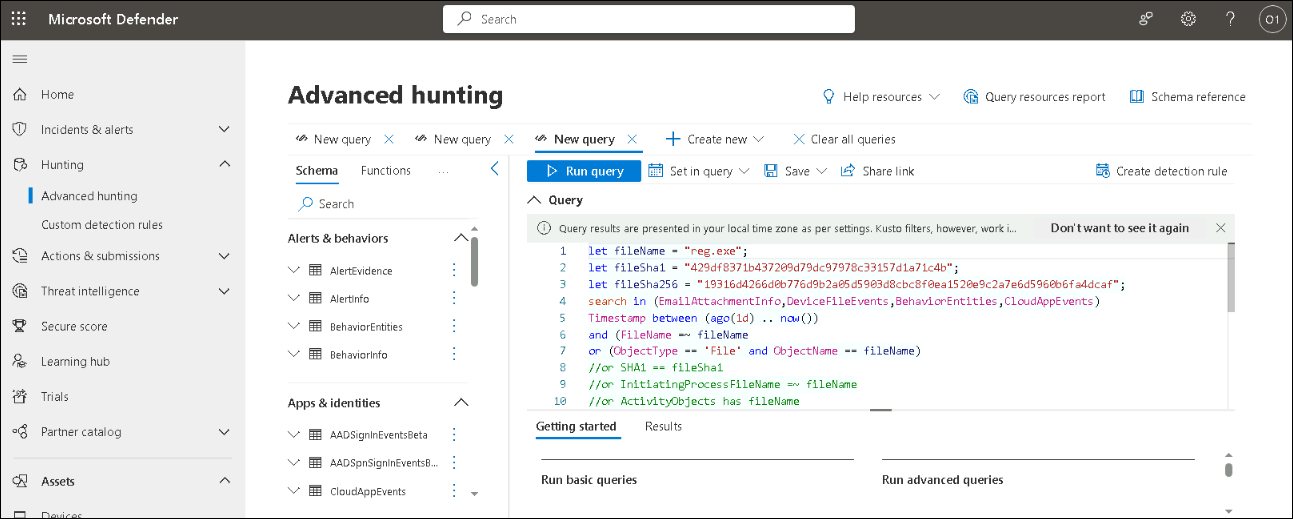 Microsoft Defender
Search
O1
Home
Incidents & alerts
Hunting
Advanced hunting
Custom detection rules
Actions & submissions
Threat intelligence
Secure score
Learning hub
Trials
Partner catalog
Assets
Devices
Advanced hunting
Help resources
Query resources report
Schema reference
New query
New query
New query
Create new
Clear all queries
Schema
Functions
...
Search
Alerts & behaviors
AlertEvidence
AlertInfo
BehaviorEntities
BehaviorInfo
Apps & identities
AADSignInEventsBeta
AADSpnSignInEventsB...
CloudAppEvents
Run query
Set in query
Save
Share link
Create detection rule
Query
Query results are presented in your local time zone as per settings. Kusto filters, however, work i...
Don't want to see it again
1 let fileName = "reg.exe";
2 let fileSha1 = "429df8371b437209d79dc97978c33157d1a71c4b";
3 let fileSha256 = "19316d4266d0b776d9b2a05d5903d8cbc8f0ea1520e9c2a7e6d5960b6fa4dcaf";
4 search in (EmailAttachmentInfo,DeviceFileEvents,BehaviorEntities,CloudAppEvents)
5 Timestamp between (ago(1d) .. now())
6 and (FileName =~ fileName
7 or (ObjectType == 'File' and ObjectName == fileName)
8 //or SHA1 == fileSha1
9 //or InitiatingProcessFileName =~ fileName
10 //or ActivityObjects has fileName
Getting started
Results
Run basic queries
Run advanced queries